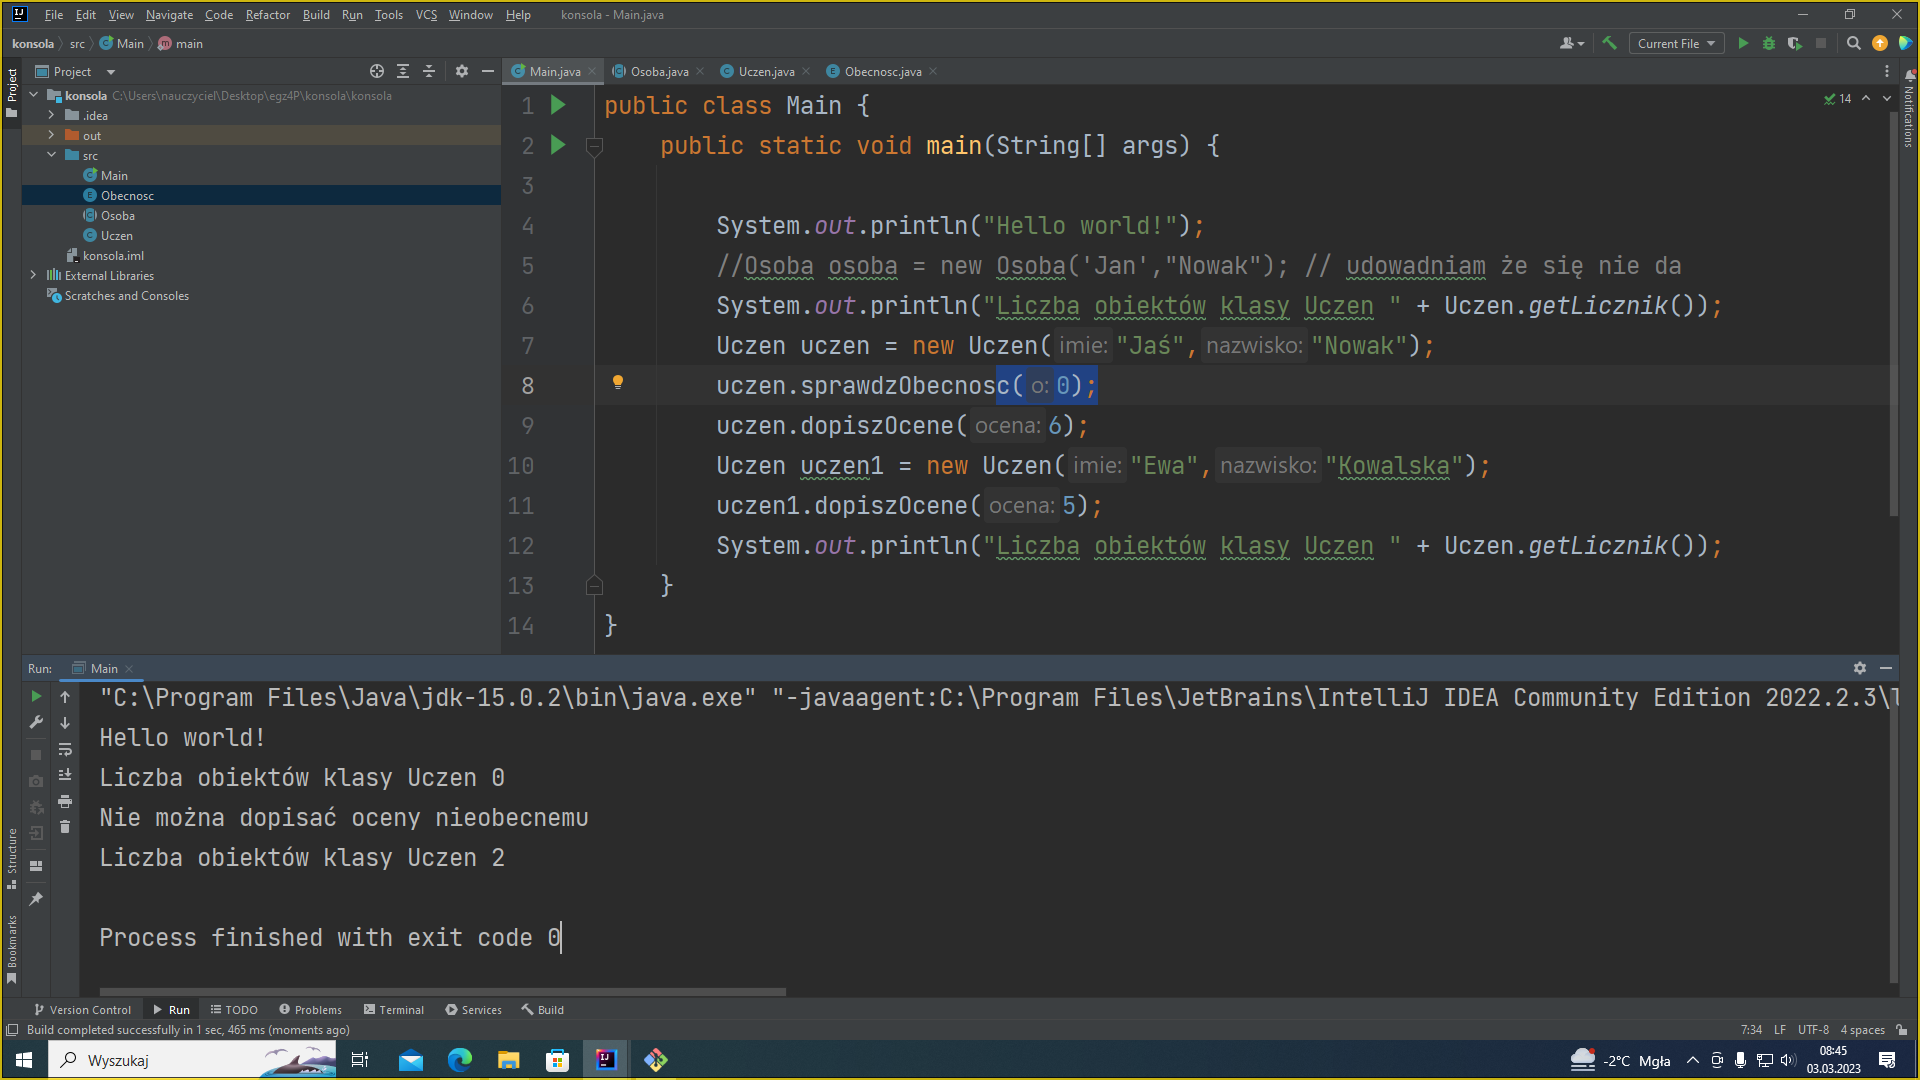 File Edit View Navigate Code Refactor Build Run Tools VCS Window Help konsola - Main.java
konsola src Main main
Current File
Project
Main.java Osoba.java Uczen.java Obecnosc.java
konsola C:\Users\nauczyciel\Desktop\egz4P\konsola\konsola
.idea
out
src
Main
Obecnosc
Osoba
Uczen
konsola.iml
External Libraries
Scratches and Consoles
Project
Structure
Bookmarks
Notifications
14
1 public class Main {
2 public static void main(String[] args) {
3
4 System.out.println("Hello world!");
5 //Osoba osoba = new Osoba('Jan',"Nowak"); // udowadniam że się nie da
6 System.out.println("Liczba obiektów klasy Uczen " + Uczen.getLicznik());
7 Uczen uczen = new Uczen( imie: "Jaś", nazwisko: "Nowak");
8 uczen.sprawdzObecnosc( o: 0);
9 uczen.dopiszOcene( ocena: 6);
10 Uczen uczen1 = new Uczen( imie: "Ewa", nazwisko: "Kowalska");
11 uczen1.dopiszOcene( ocena: 5);
12 System.out.println("Liczba obiektów klasy Uczen " + Uczen.getLicznik());
13 }
14 }
Run: Main
"C:\Program Files\Java\jdk-15.0.2\bin\java.exe" "-javaagent:C:\Program Files\JetBrains\IntelliJ IDEA Community Edition 2022.2.3\
Hello world!
Liczba obiektów klasy Uczen 0
Nie można dopisać oceny nieobecnemu
Liczba obiektów klasy Uczen 2
Process finished with exit code 0
Version Control Run TODO Problems Terminal Services Build
Build completed successfully in 1 sec, 465 ms (moments ago)
7:34 LF UTF-8 4 spaces
Wyszukaj
-2°C Mgła
08:45
03.03.2023